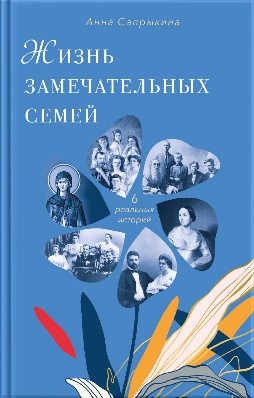 Анна Сапрыкина
Жизнь
замечательных
семей
6
реальных
историй